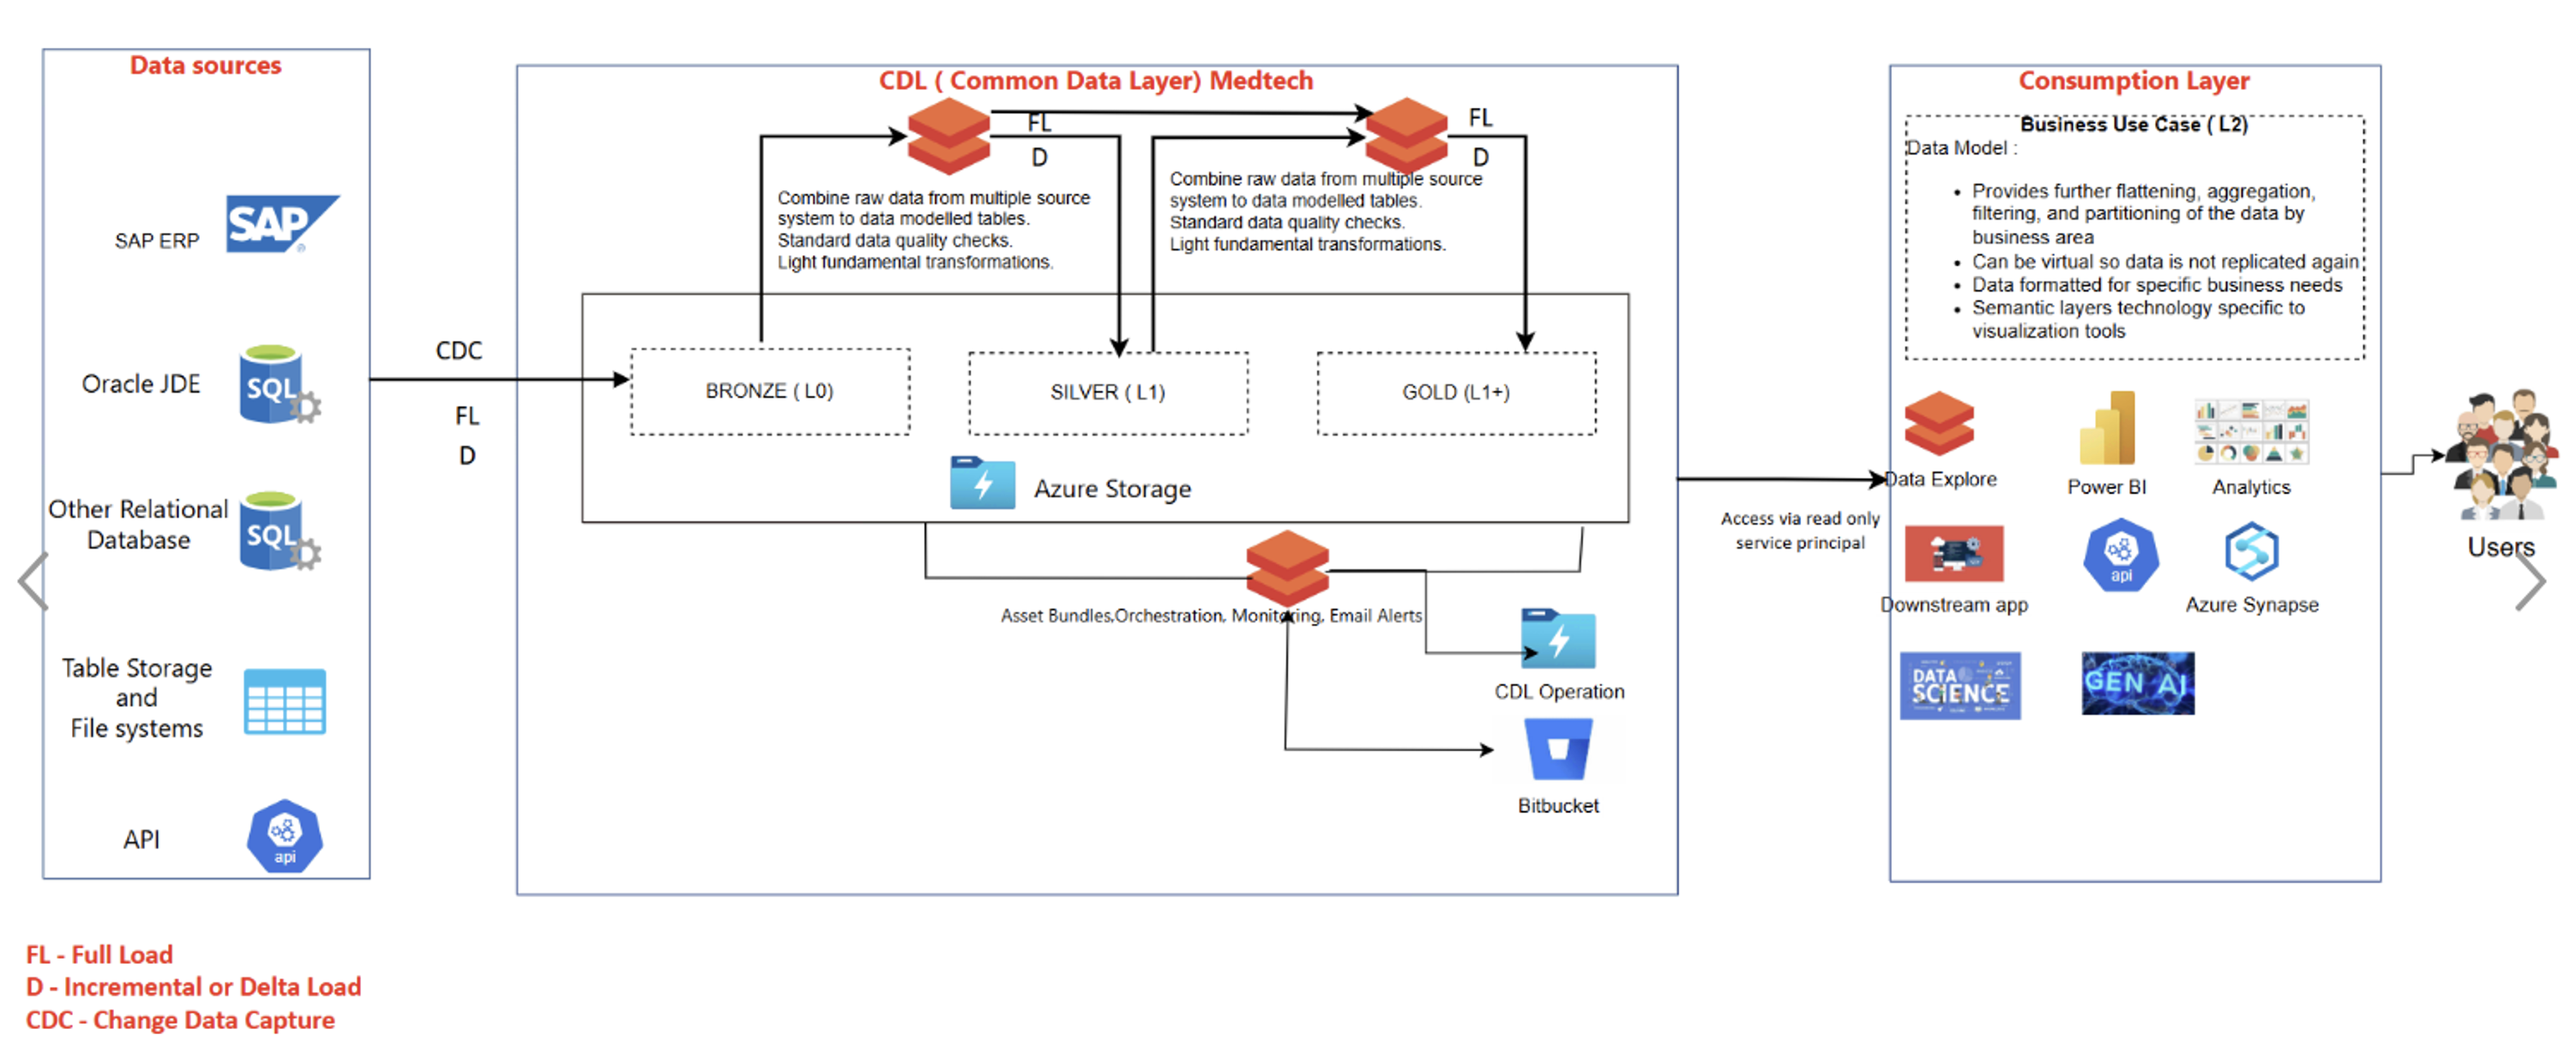 Data sources
SAP ERP
SAP
Oracle JDE
SQL
Other Relational
Database
SQL
Table Storage
and
File systems
API
api
CDC
FL
D
CDL ( Common Data Layer) Medtech
FL
D
Combine raw data from multiple source
system to data modelled tables.
Standard data quality checks.
Light fundamental transformations.
FL
D
Combine raw data from multiple source
system to data modelled tables.
Standard data quality checks.
Light fundamental transformations.
BRONZE ( L0)
SILVER ( L1)
GOLD (L1+)
Azure Storage
Asset Bundles,Orchestration, Monitoring, Email Alerts
CDL Operation
Bitbucket
Access via read only
service principal
Consumption Layer
Business Use Case ( L2)
Data Model :
• Provides further flattening, aggregation,
filtering, and partitioning of the data by
business area
• Can be virtual so data is not replicated again
• Data formatted for specific business needs
• Semantic layers technology specific to
visualization tools
Data Explore
Power BI
Analytics
Downstream app
api
Azure Synapse
DATA
SCIENCE
GEN AI
Users
FL - Full Load
D - Incremental or Delta Load
CDC - Change Data Capture